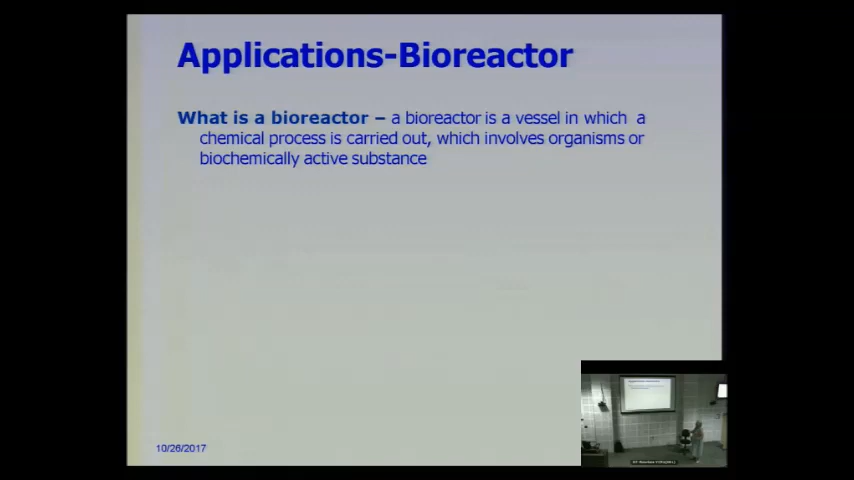 Applications-Bioreactor
What is a bioreactor – a bioreactor is a vessel in which a
chemical process is carried out, which involves organisms or
biochemically active substance
10/26/2017